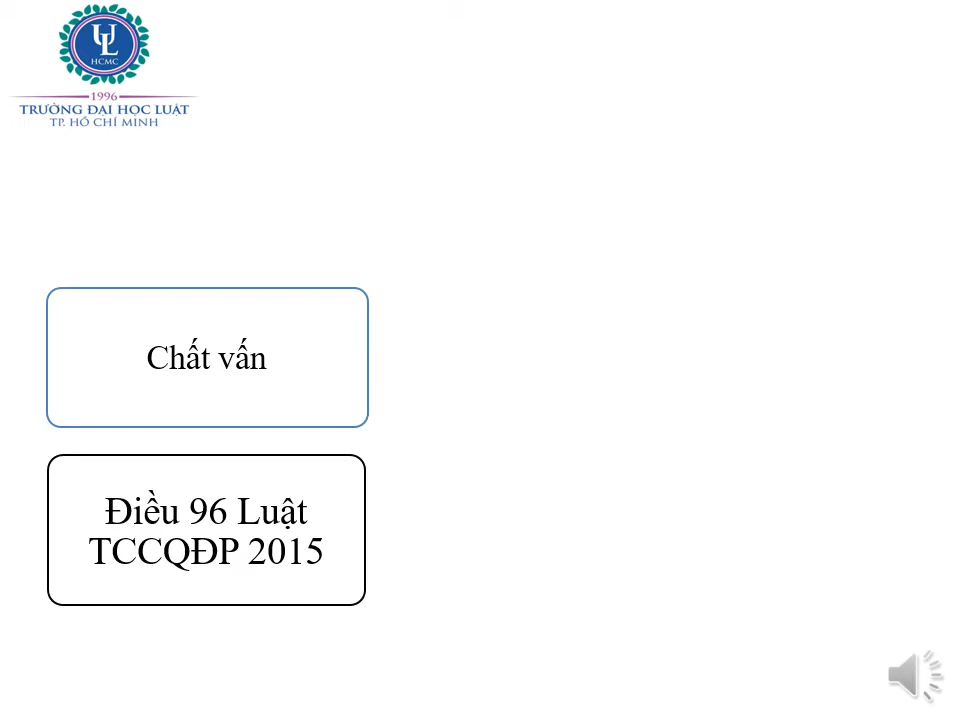 UL
HCMC
1996
TRƯỜNG ĐẠI HỌC LUẬT
TP. HỒ CHÍ MINH
Chất vấn
Điều 96 Luật
TCCQĐP 2015